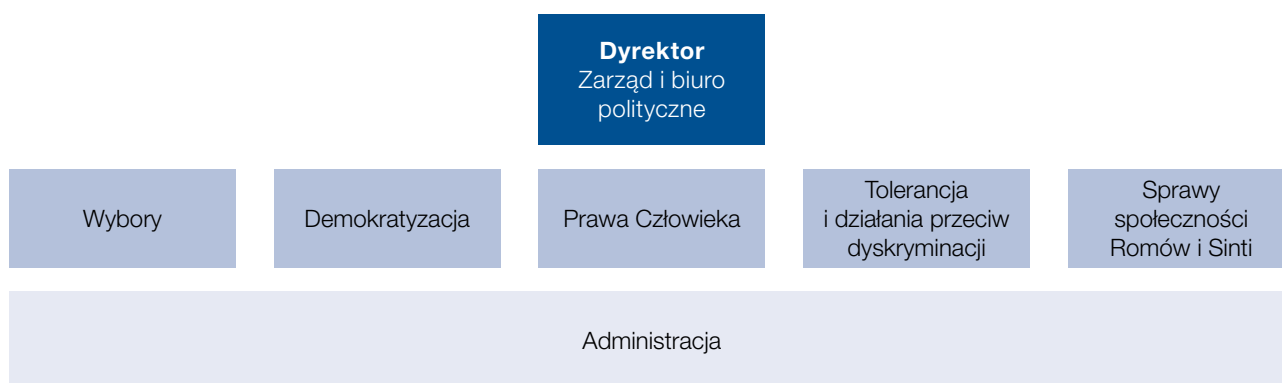 Dyrektor
Zarząd i biuro
polityczne
Wybory
Demokratyzacja
Prawa Człowieka
Tolerancja
i działania przeciw
dyskryminacji
Sprawy
społeczności
Romów i Sinti
Administracja